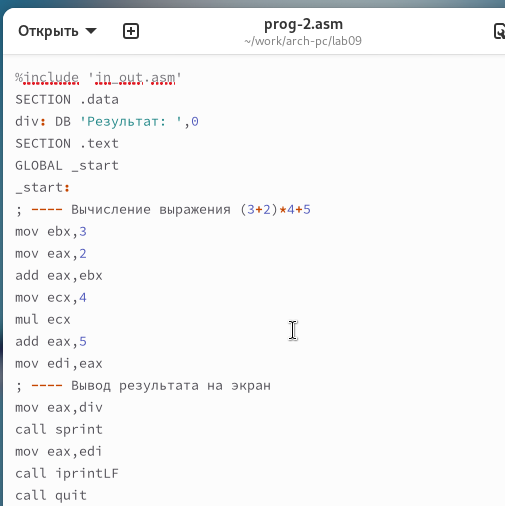 Открыть
prog-2.asm
~/work/arch-pc/lab09
%include 'in_out.asm'
SECTION .data
div: DB 'Результат: ',0
SECTION .text
GLOBAL _start
_start:
; ---- Вычисление выражения (3+2)*4+5
mov ebx,3
mov eax,2
add eax,ebx
mov ecx,4
mul ecx
add eax,5
mov edi,eax
; ---- Вывод результата на экран
mov eax,div
call sprint
mov eax,edi
call iprintLF
call quit